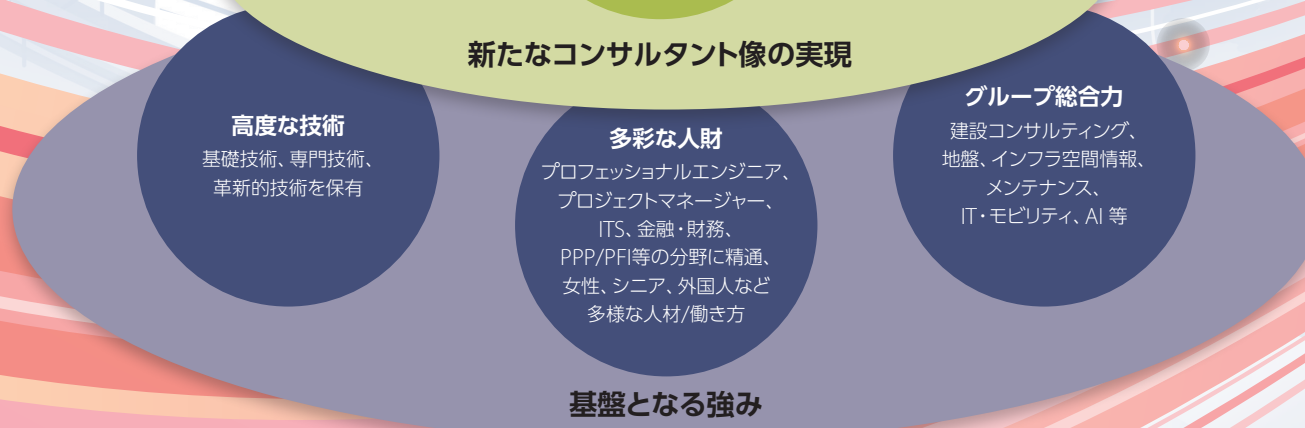 新たなコンサルタント像の実現
高度な技術
基礎技術、専門技術、
革新的技術を保有
多彩な人財
プロフェッショナルエンジニア、
プロジェクトマネージャー、
ITS、金融・財務、
PPP/PFI等の分野に精通、
女性、シニア、外国人など
多様な人材/働き方
グループ総合力
建設コンサルティング、
地盤、インフラ空間情報、
メンテナンス、
IT・モビリティ、AI 等
基盤となる強み